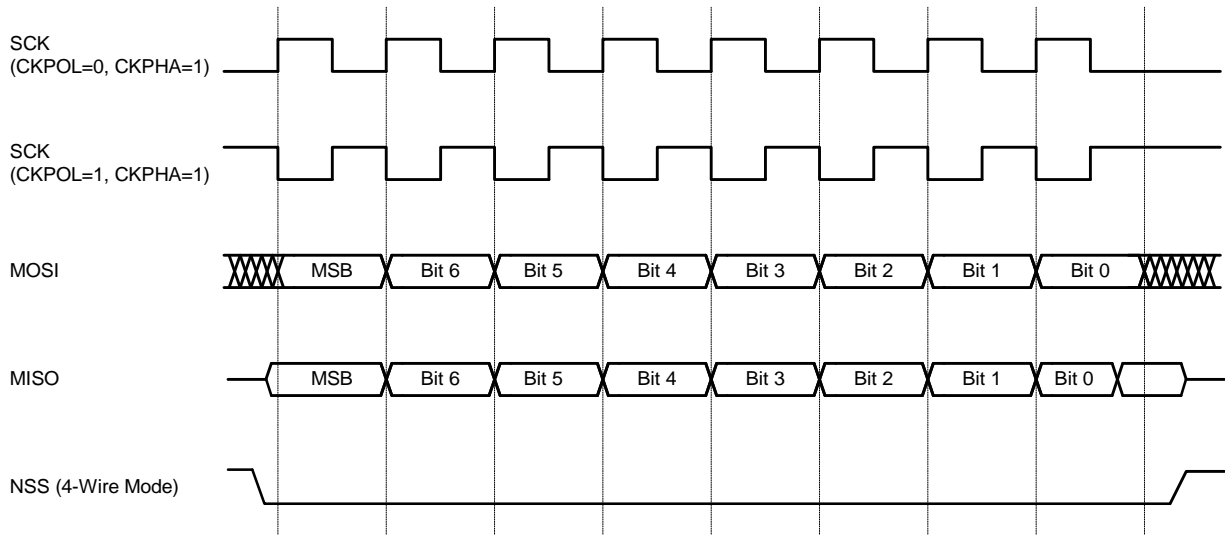 SCK
(CKPOL=0, CKPHA=1)
SCK
(CKPOL=1, CKPHA=1)
MOSI MSB Bit 6 Bit 5 Bit 4 Bit 3 Bit 2 Bit 1 Bit 0
MISO MSB Bit 6 Bit 5 Bit 4 Bit 3 Bit 2 Bit 1 Bit 0
NSS (4-Wire Mode)